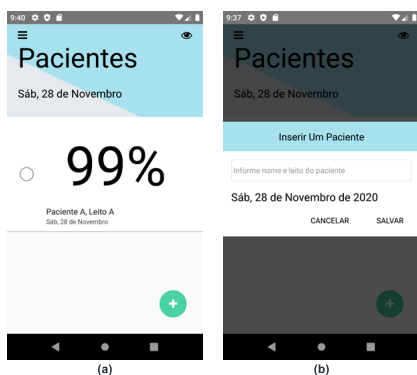 9:40
Pacientes
Sáb, 28 de Novembro
99%
Paciente A, Leito A
Sáb, 28 de Novembro
(a)
9:37
Pacientes
Sáb, 28 de Novembro
Inserir Um Paciente
Informe nome e leito do paciente
Sáb, 28 de Novembro de 2020
CANCELAR SALVAR
(b)